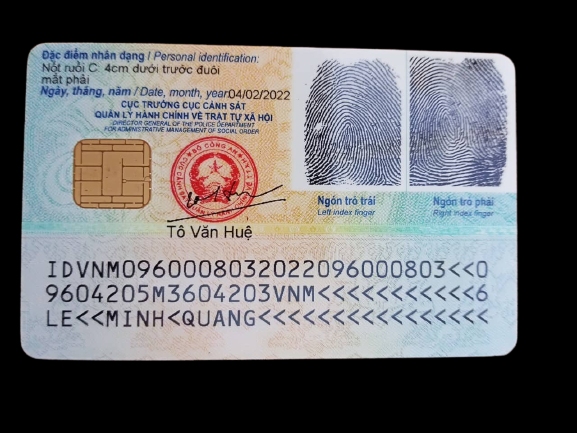 Đặc điểm nhân dạng / Personal identification:
Nốt ruồi C. 4cm dưới trước đuôi
mắt phải
Ngày, tháng, năm / Date, month, year: 04/02/2022
CỤC TRƯỞNG CỤC CẢNH SÁT
QUẢN LÝ HÀNH CHÍNH VỀ TRẬT TỰ XÃ HỘI
DIRECTOR GENERAL OF THE POLICE DEPARTMENT
FOR ADMINISTRATIVE MANAGEMENT OF SOCIAL ORDER
Tô Văn Huệ
Ngón trỏ trái
Left index finger
Ngón trỏ phải
Right index finger
IDVNM0960008032022096000803<<0
9604205M3604203VNM<<<<<<<<<<<6
LE<<MINH<QUANG<<<<<<<<<<<<<<<<